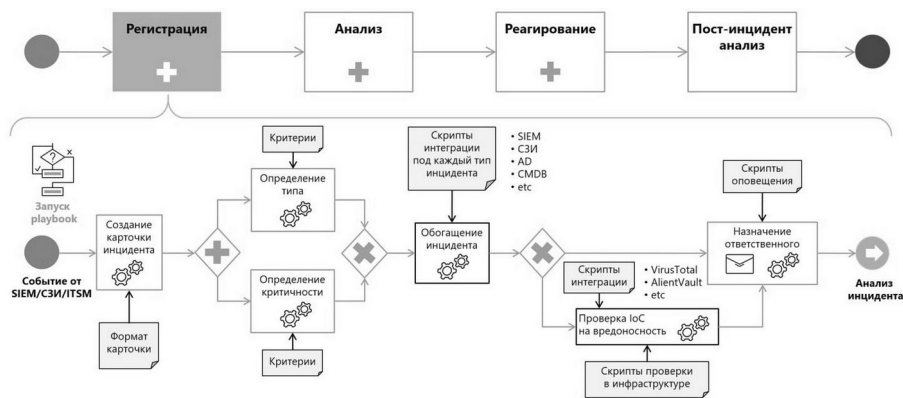 Регистрация
Анализ
Реагирование
Пост-инцидент
анализ
Запуск
playbook
Событие от
SIEM/СЗИ/ITSM
Создание
карточки
инцидента
Формат
карточки
Критерии
Определение
типа
Определение
критичности
Критерии
Скрипты
интеграции
под каждый тип
инцидента
• SIEM
• СЗИ
• AD
• CMDB
• etc
Обогащение
инцидента
Скрипты
интеграции
• VirusTotal
• AlientVault
• etc
Проверка IoC
на вредоносность
Скрипты проверки
в инфраструктуре
Скрипты
оповещения
Назначение
ответственного
Анализ
инцидента